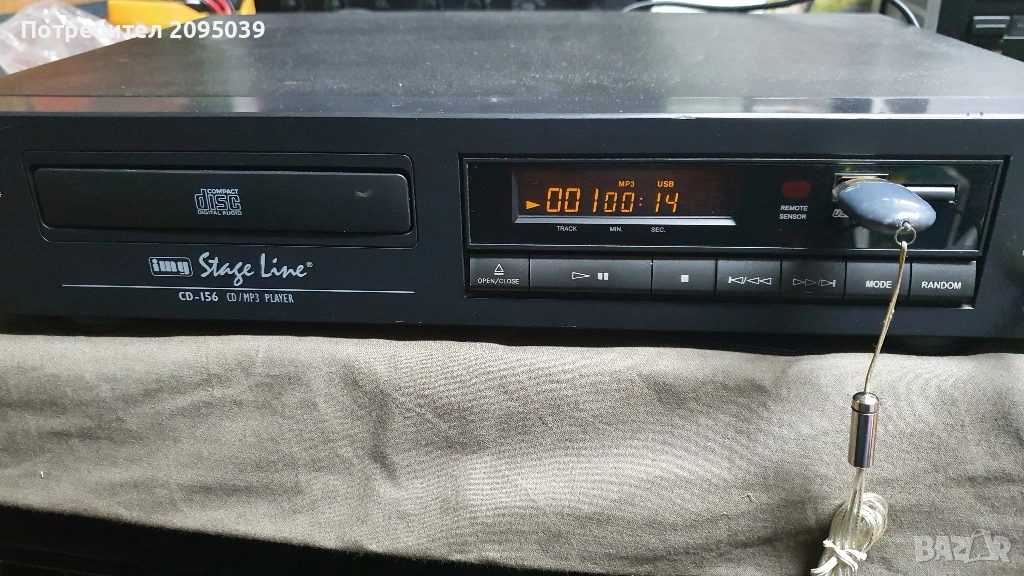 Потребител 2095039
COMPACT
disc
DIGITAL AUDIO
MP3 USB
001 00:14
TRACK MIN. SEC.
REMOTE
SENSOR
img Stage Line®
CD-156 CD/MP3 PLAYER
OPEN/CLOSE
MODE
RANDOM
BAZAR